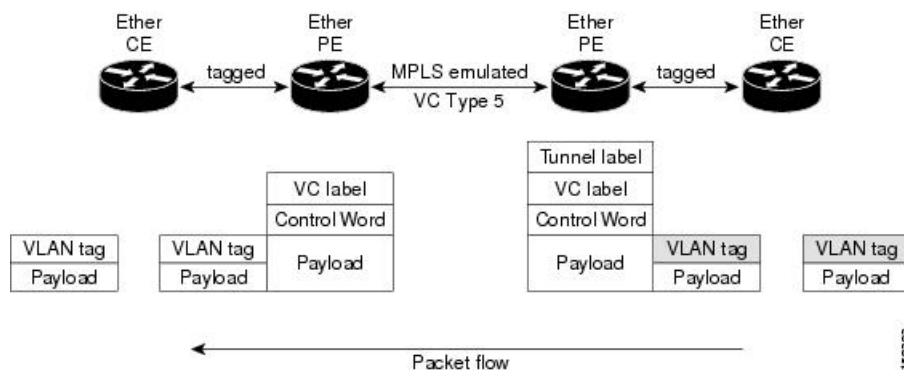 Ether
CE
Ether
PE
Ether
PE
Ether
CE
tagged
MPLS emulated
VC Type 5
tagged
Tunnel label
VC label
VC label
Control Word
Control Word
VLAN tag
VLAN tag
Payload
Payload
VLAN tag
VLAN tag
Payload
Payload
Payload
Payload
Packet flow